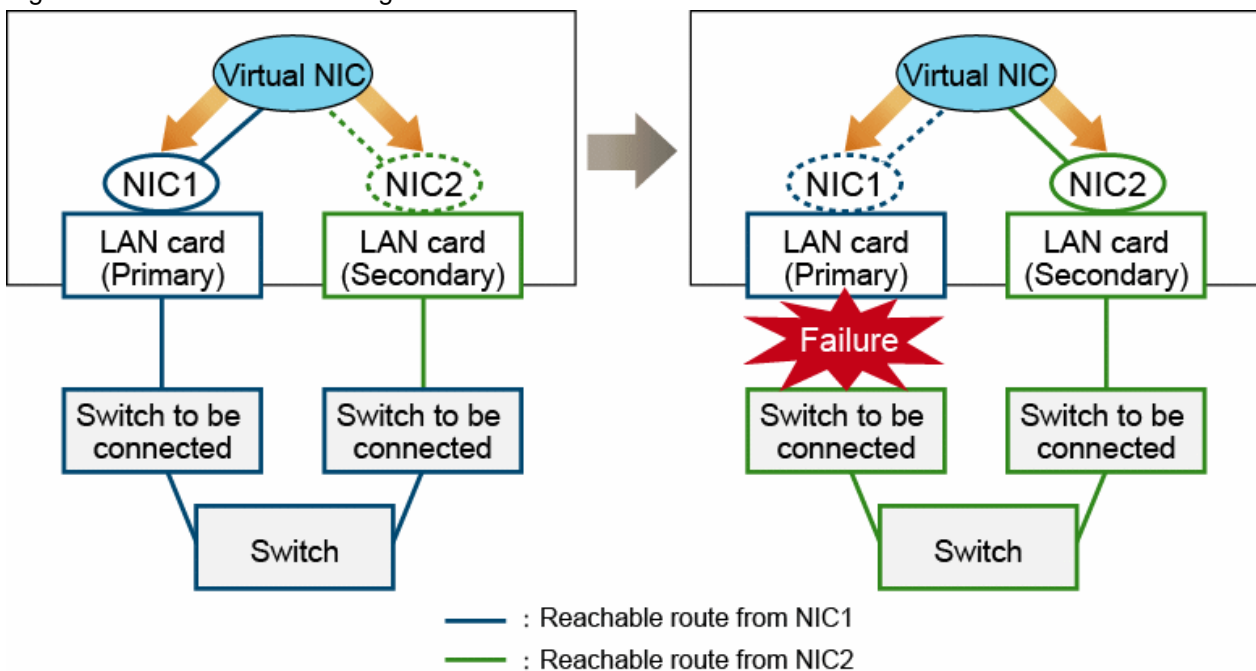 Virtual NIC
NIC1
NIC2
LAN card
(Primary)
LAN card
(Secondary)
Switch to be
connected
Switch to be
connected
Switch
Virtual NIC
NIC1
NIC2
LAN card
(Primary)
LAN card
(Secondary)
Failure
Switch to be
connected
Switch to be
connected
Switch
: Reachable route from NIC1
: Reachable route from NIC2